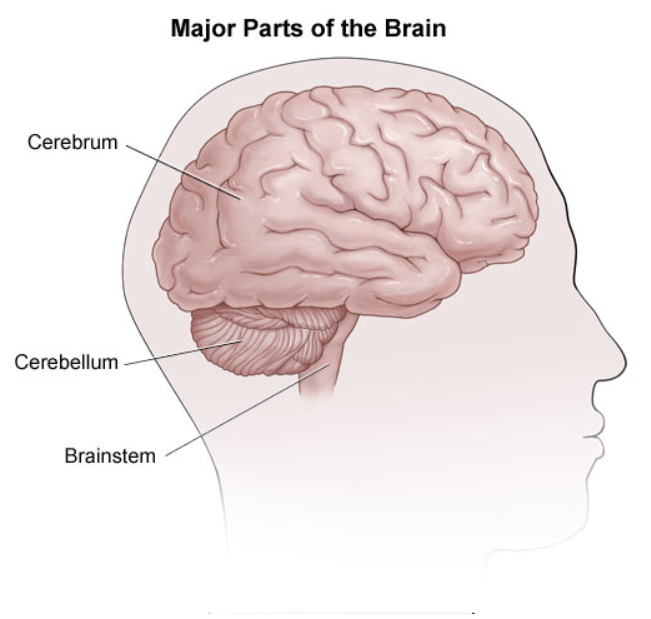 Major Parts of the Brain
Cerebrum
Cerebellum
Brainstem